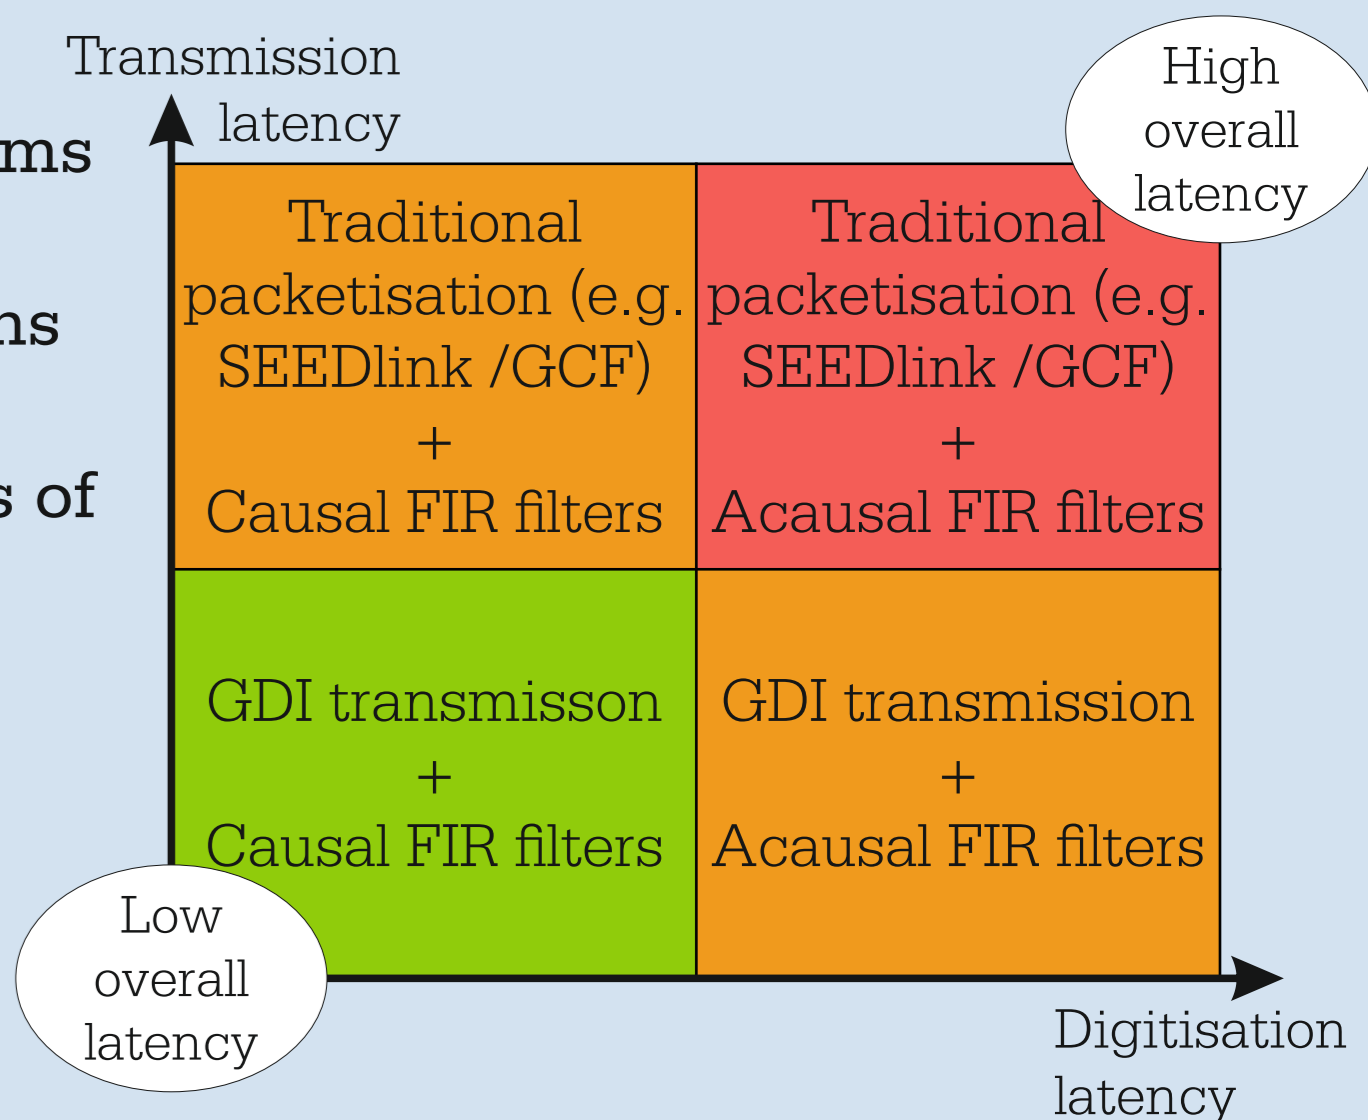 Transmission
latency
ms
ns
s of
High
overall
latency
Traditional
packetisation (e.g.
SEEDlink /GCF)
+
Causal FIR filters
Traditional
packetisation (e.g.
SEEDlink /GCF)
+
Acausal FIR filters
GDI transmisson
+
Causal FIR filters
GDI transmission
+
Acausal FIR filters
Low
overall
latency
Digitisation
latency